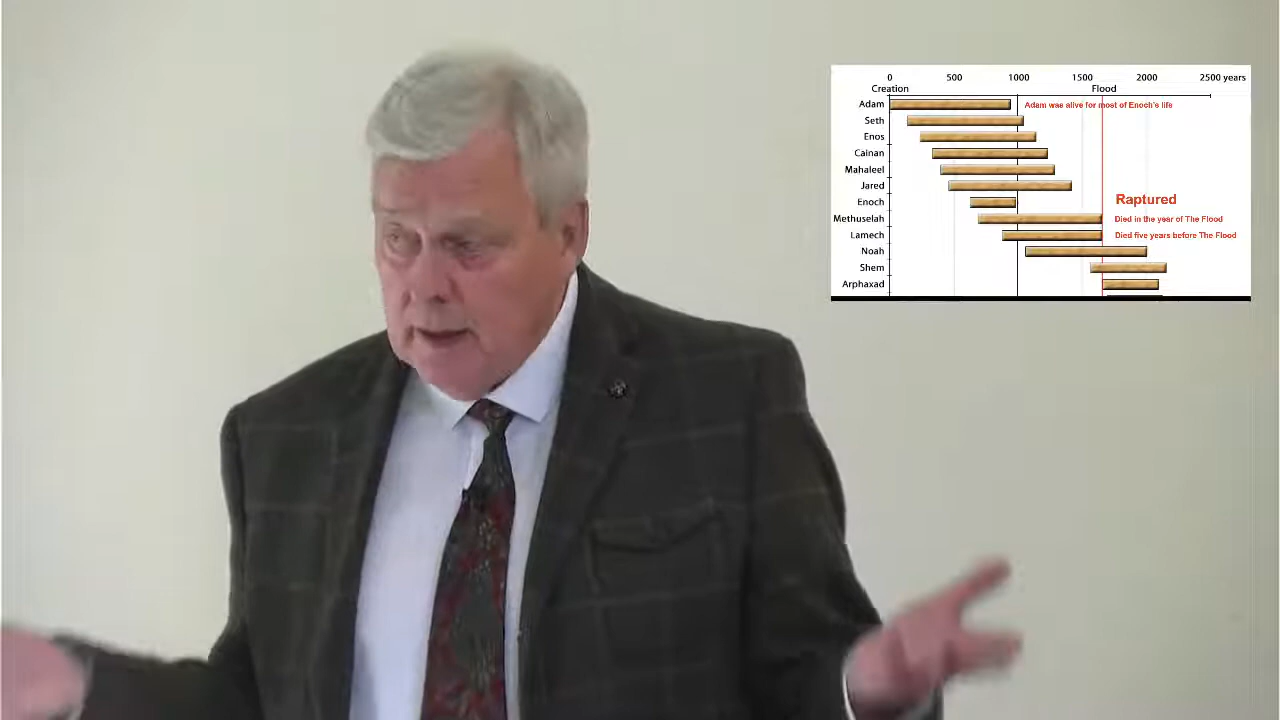 0 500 1000 1500 2000 2500 years
Creation Flood
Adam Adam was alive for most of Enoch's life
Seth
Enos
Cainan
Mahaleel
Jared
Enoch Raptured
Methuselah Died in the year of The Flood
Lamech Died five years before The Flood
Noah
Shem
Arphaxad